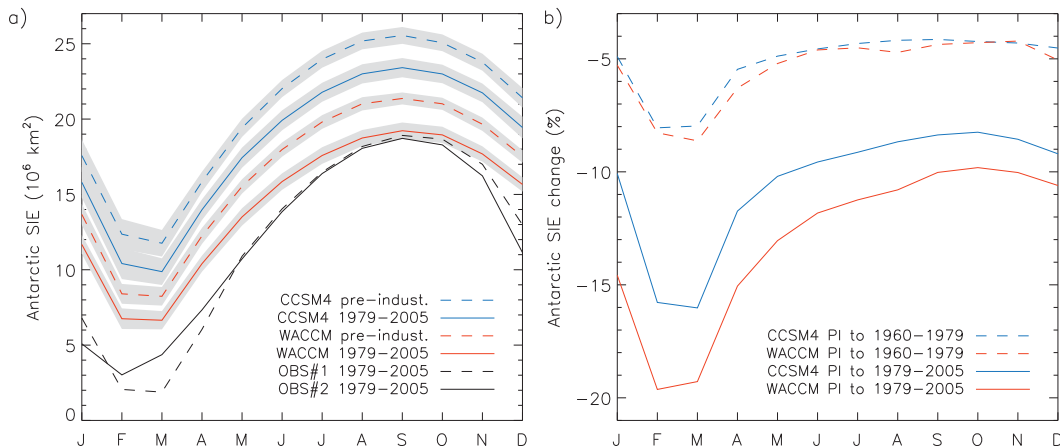 a)
Antarctic SIE (10⁶ km²)
25
20
15
10
5
0
J F M A M J J A S O N D
CCSM4 pre-indust.
CCSM4 1979-2005
WACCM pre-indust.
WACCM 1979-2005
OBS#1 1979-2005
OBS#2 1979-2005
b)
Antarctic SIE change (%)
-5
-10
-15
-20
J F M A M J J A S O N D
CCSM4 PI to 1960-1979
WACCM PI to 1960-1979
CCSM4 PI to 1979-2005
WACCM PI to 1979-2005